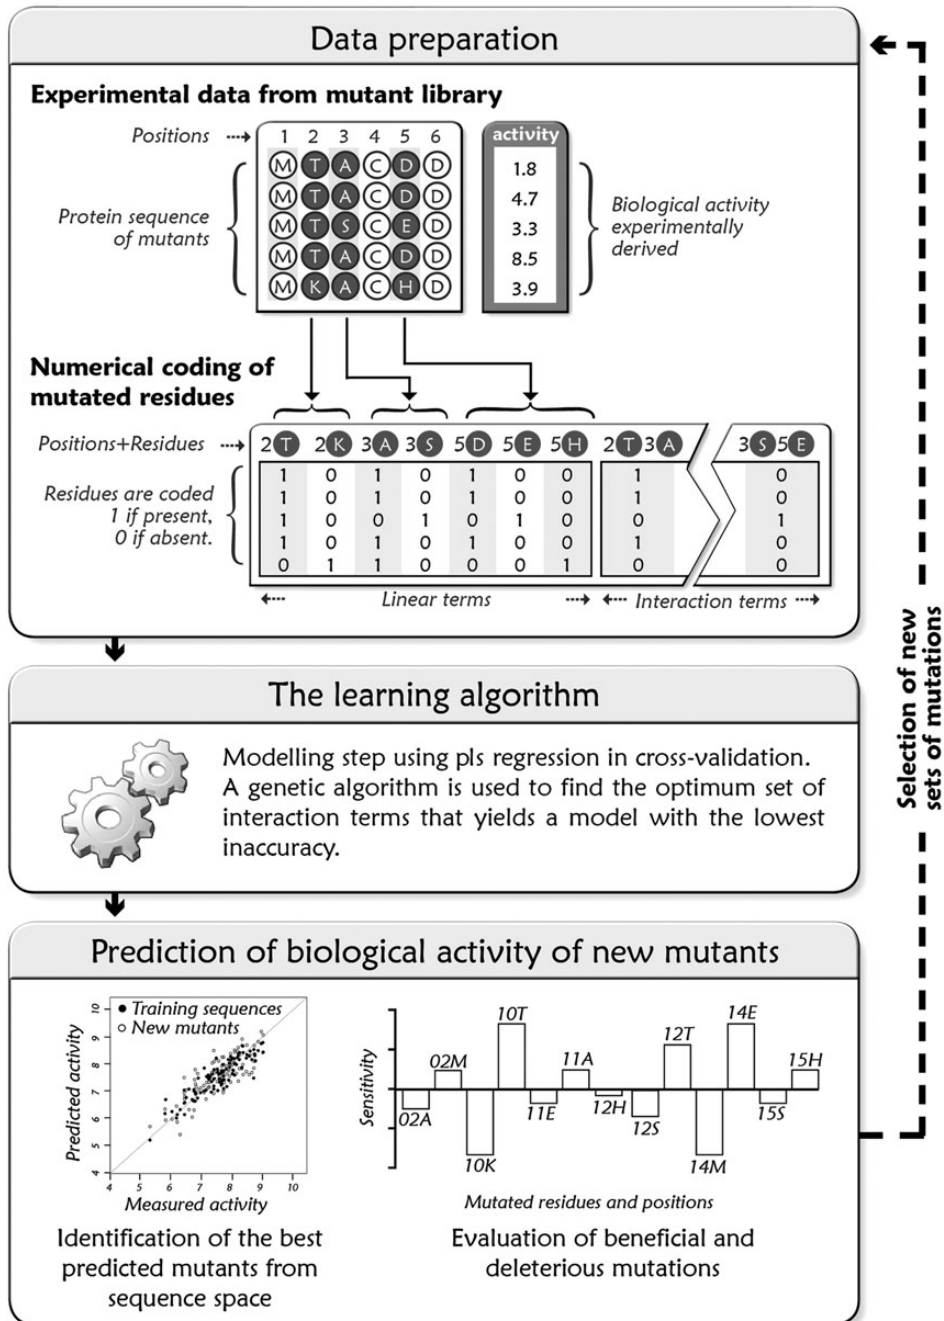 Data preparation
Experimental data from mutant library
Positions
1 2 3 4 5 6
activity
M T A C D D
1.8
M T A C D D
4.7
M T S C E D
3.3
M T A C D D
8.5
M K A C H D
3.9
Protein sequence
of mutants
Biological activity
experimentally
derived
Numerical coding of
mutated residues
Positions+Residues
2T 2K 3A 3S 5D 5E 5H 2T3A 3S5E
Residues are coded
1 if present,
0 if absent.
1 0 1 0 1 0 0 1 0
1 0 1 0 1 0 0 1 0
1 0 0 1 0 1 0 0 1
1 0 1 0 1 0 0 1 0
0 1 1 0 0 0 1 0 0
Linear terms
Interaction terms
The learning algorithm
Modelling step using pls regression in cross-validation.
A genetic algorithm is used to find the optimum set of
interaction terms that yields a model with the lowest
inaccuracy.
Prediction of biological activity of new mutants
Training sequences
New mutants
Predicted activity
10
9
8
7
6
5
4
4 5 6 7 8 9 10
Measured activity
Identification of the best
predicted mutants from
sequence space
Sensitivity
02A
02M
10K
10T
11E
11A
12H
12S
12T
14M
14E
15S
15H
Mutated residues and positions
Evaluation of beneficial and
deleterious mutations
Selection of new
sets of mutations